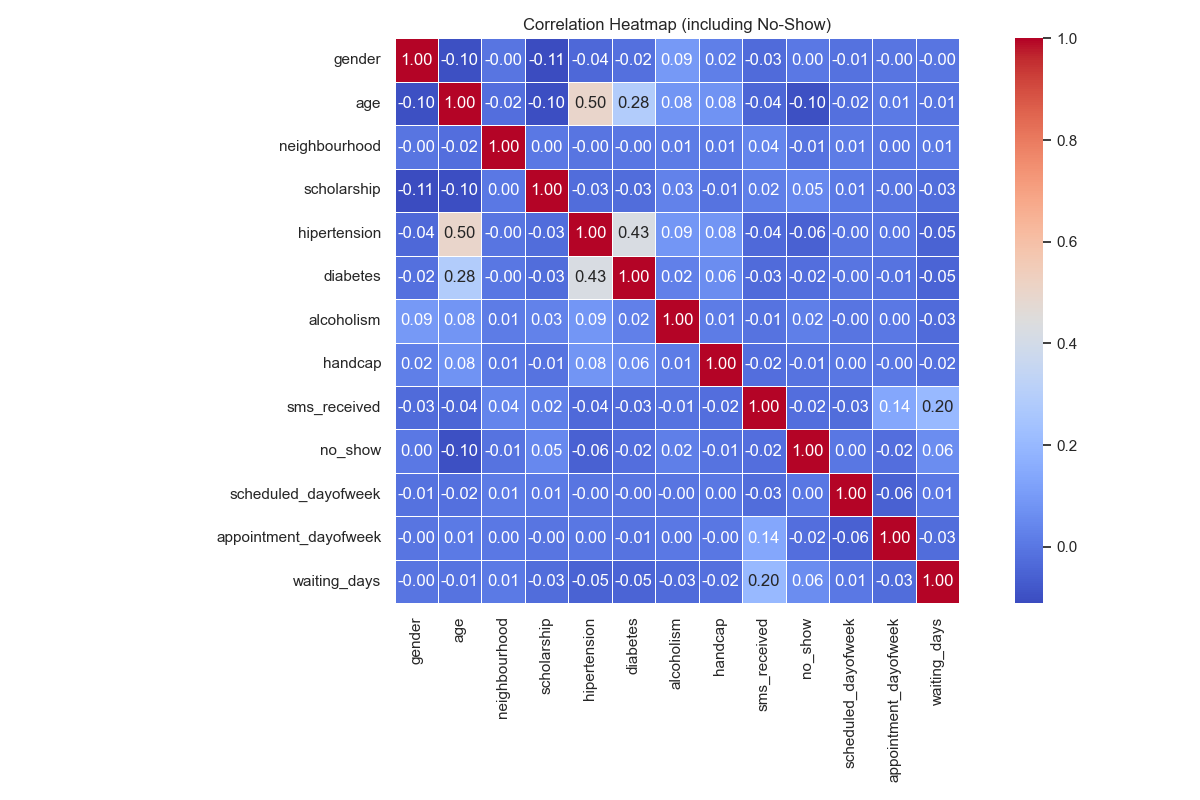 Correlation Heatmap (including No-Show)
gender 1.00 -0.10 -0.00 -0.11 -0.04 -0.02 0.09 0.02 -0.03 0.00 -0.01 -0.00 -0.00
age -0.10 1.00 -0.02 -0.10 0.50 0.28 0.08 0.08 -0.04 -0.10 -0.02 0.01 -0.01
neighbourhood -0.00 -0.02 1.00 0.00 -0.00 -0.00 0.01 0.01 0.04 -0.01 0.01 0.00 0.01
scholarship -0.11 -0.10 0.00 1.00 -0.03 -0.03 0.03 -0.01 0.02 0.05 0.01 -0.00 -0.03
hipertension -0.04 0.50 -0.00 -0.03 1.00 0.43 0.09 0.08 -0.04 -0.06 -0.00 0.00 -0.05
diabetes -0.02 0.28 -0.00 -0.03 0.43 1.00 0.02 0.06 -0.03 -0.02 -0.00 -0.01 -0.05
alcoholism 0.09 0.08 0.01 0.03 0.09 0.02 1.00 0.01 -0.01 0.02 -0.00 0.00 -0.03
handcap 0.02 0.08 0.01 -0.01 0.08 0.06 0.01 1.00 -0.02 -0.01 0.00 -0.00 -0.02
sms_received -0.03 -0.04 0.04 0.02 -0.04 -0.03 -0.01 -0.02 1.00 -0.02 -0.03 0.14 0.20
no_show 0.00 -0.10 -0.01 0.05 -0.06 -0.02 0.02 -0.01 -0.02 1.00 0.00 -0.02 0.06
scheduled_dayofweek -0.01 -0.02 0.01 0.01 -0.00 -0.00 -0.00 0.00 -0.03 0.00 1.00 -0.06 0.01
appointment_dayofweek -0.00 0.01 0.00 -0.00 0.00 -0.01 0.00 -0.00 0.14 -0.02 -0.06 1.00 -0.03
waiting_days -0.00 -0.01 0.01 -0.03 -0.05 -0.05 -0.03 -0.02 0.20 0.06 0.01 -0.03 1.00
gender
age
neighbourhood
scholarship
hipertension
diabetes
alcoholism
handcap
sms_received
no_show
scheduled_dayofweek
appointment_dayofweek
waiting_days
1.0
0.8
0.6
0.4
0.2
0.0